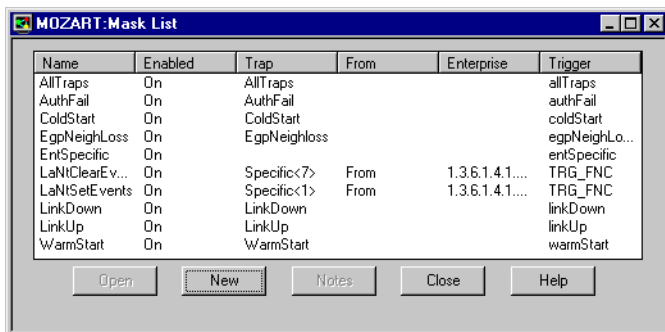 MOZART:Mask List
Name Enabled Trap From Enterprise Trigger
AllTraps On AllTraps allTraps
AuthFail On AuthFail authFail
ColdStart On ColdStart coldStart
EgpNeighLoss On EgpNeighloss egpNeighLo...
EntSpecific On entSpecific
LaNtClearEv... On Specific<7> From 1.3.6.1.4.1.... TRG_FNC
LaNtSetEvents On Specific<1> From 1.3.6.1.4.1.... TRG_FNC
LinkDown On LinkDown linkDown
LinkUp On LinkUp linkUp
WarmStart On WarmStart warmStart
Open New Notes Close Help